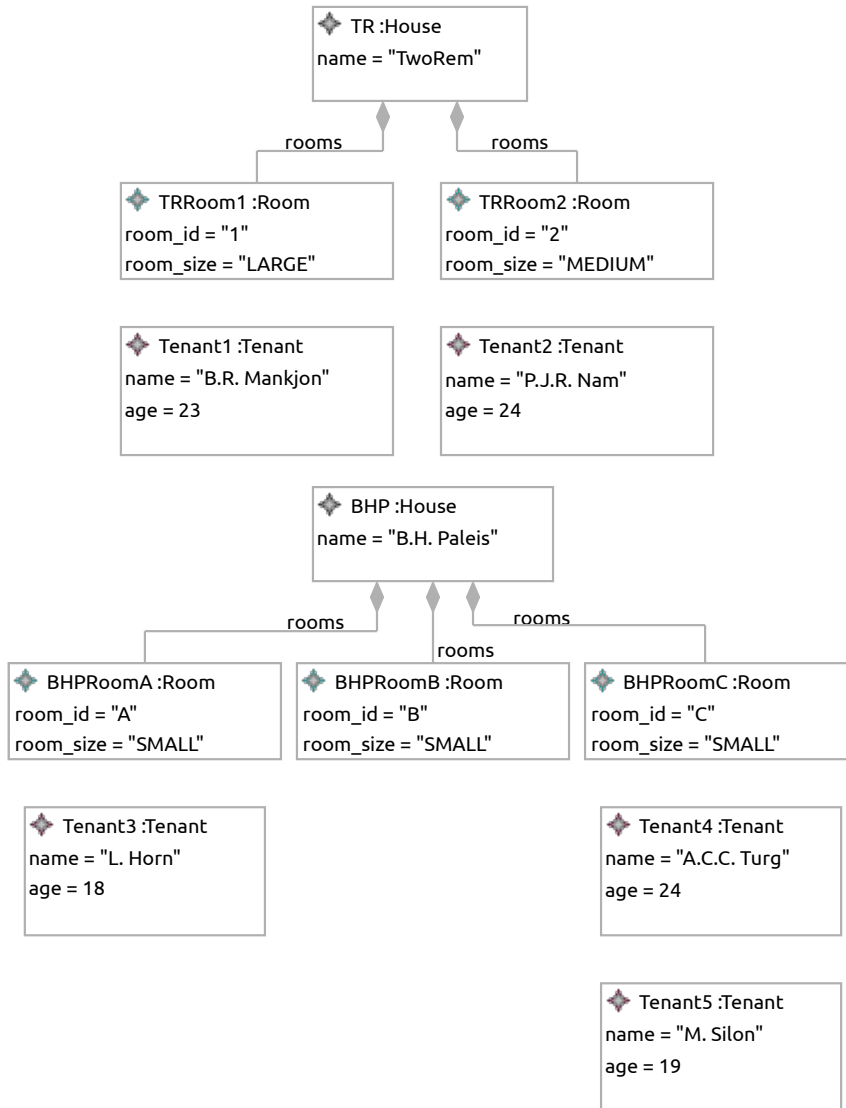 TR :House
name = "TwoRem"
rooms
rooms
TRRoom1 :Room
room_id = "1"
room_size = "LARGE"
TRRoom2 :Room
room_id = "2"
room_size = "MEDIUM"
Tenant1 :Tenant
name = "B.R. Mankjon"
age = 23
Tenant2 :Tenant
name = "P.J.R. Nam"
age = 24
BHP :House
name = "B.H. Paleis"
rooms
rooms
rooms
BHPRoomA :Room
room_id = "A"
room_size = "SMALL"
BHPRoomB :Room
room_id = "B"
room_size = "SMALL"
BHPRoomC :Room
room_id = "C"
room_size = "SMALL"
Tenant3 :Tenant
name = "L. Horn"
age = 18
Tenant4 :Tenant
name = "A.C.C. Turg"
age = 24
Tenant5 :Tenant
name = "M. Silon"
age = 19